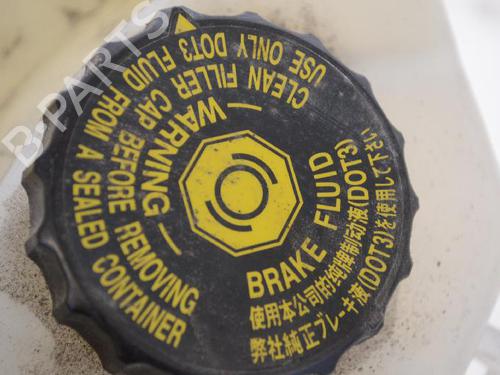 WARNING
CLEAN FILLER CAP BEFORE REMOVING
USE ONLY DOT3 FLUID FROM A SEALED CONTAINER
BRAKE FLUID
使用本公司的纯牌制动液(DOT3)
弊社純正ブレーキ液(DOT3)を使用して下さい
B-PARTS